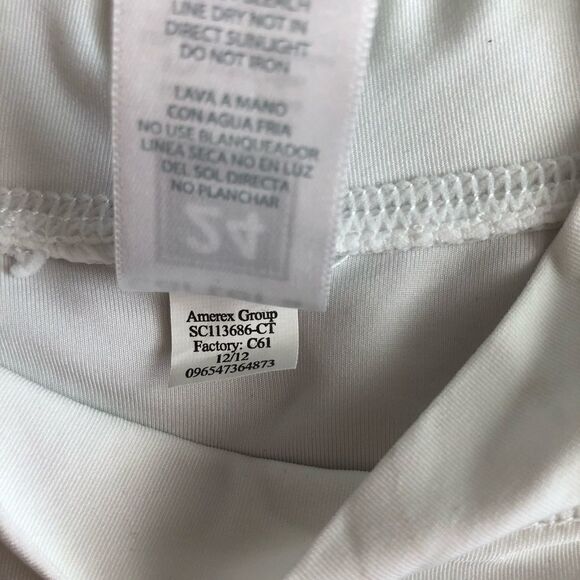 LINE DRY NOT IN
DIRECT SUNLIGHT
DO NOT IRON
LAVA A MANO
CON AGUA FRIA
NO USE BLANQUEADOR
LINEA SECA NO EN LUZ
DEL SOL DIRECTA
NO PLANCHAR
24
Amerex Group
SC113686-CT
Factory: C61
12/12
096547364873